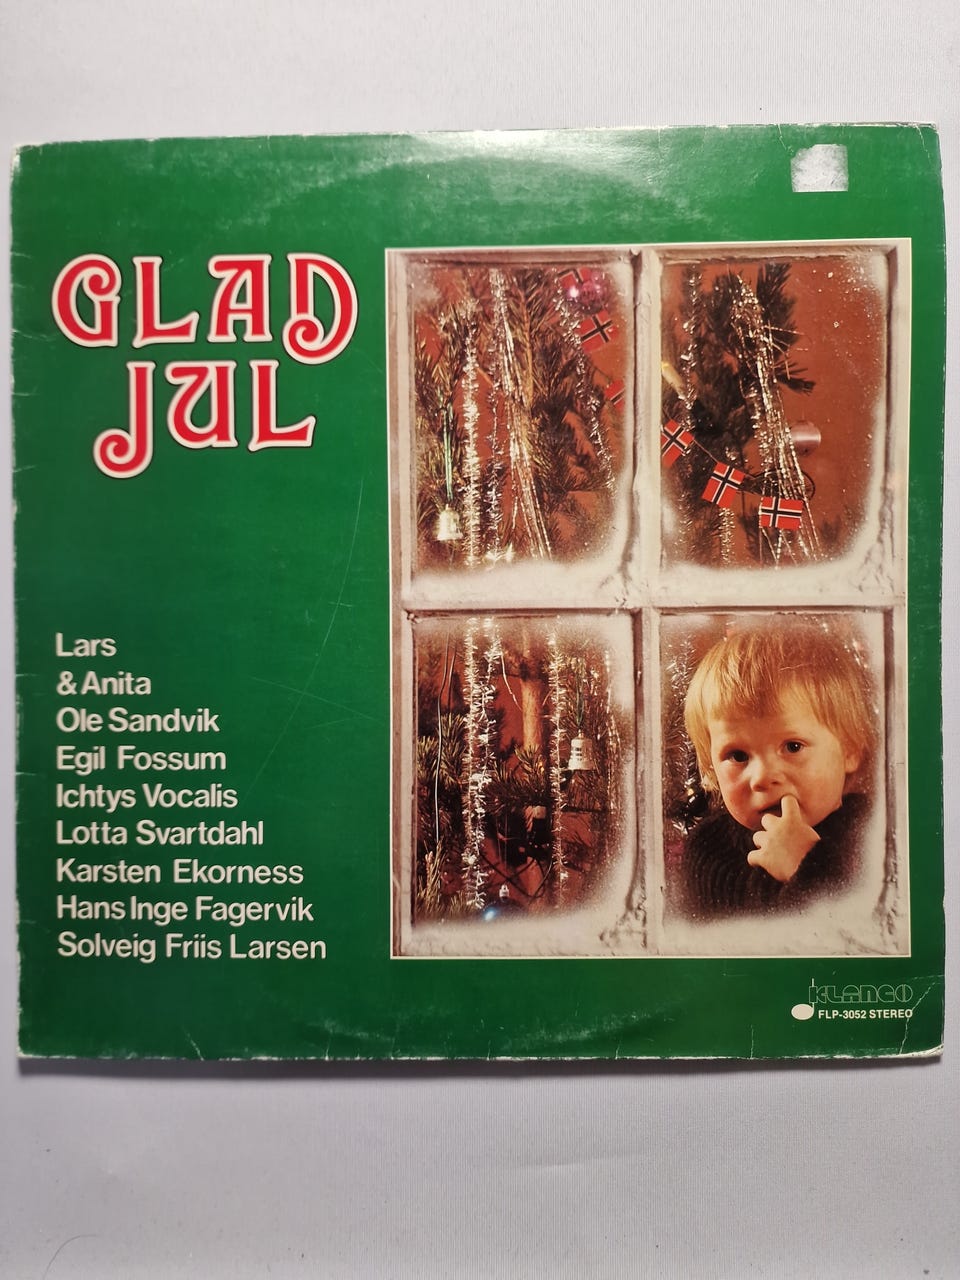 GLAD
JUL
Lars
& Anita
Ole Sandvik
Egil Fossum
Ichtys Vocalis
Lotta Svartdahl
Karsten Ekorness
Hans Inge Fagervik
Solveig Friis Larsen
KLANGO
FLP-3052 STEREO